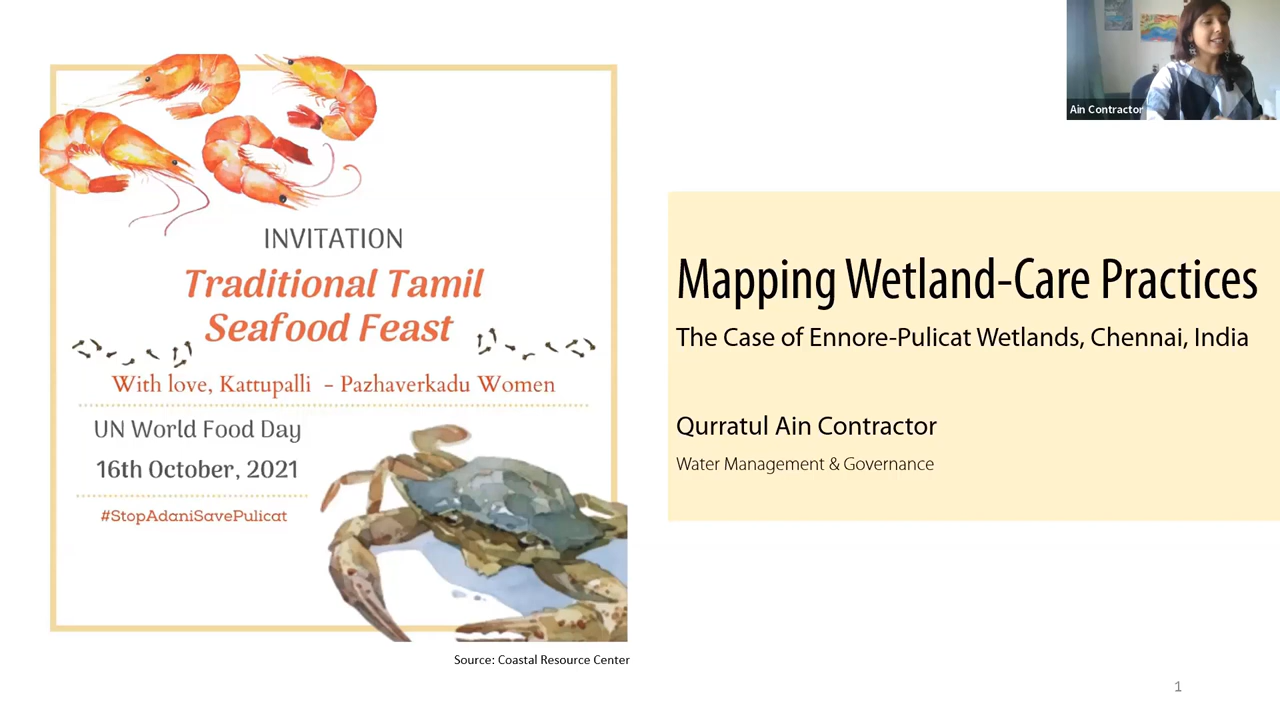 INVITATION
Traditional Tamil
Seafood Feast
With love, Kattupalli - Pazhaverkadu Women
UN World Food Day
16th October, 2021
#StopAdaniSavePulicat
Source: Coastal Resource Center
Ain Contractor
Mapping Wetland-Care Practices
The Case of Ennore-Pulicat Wetlands, Chennai, India
Qurratul Ain Contractor
Water Management & Governance
1